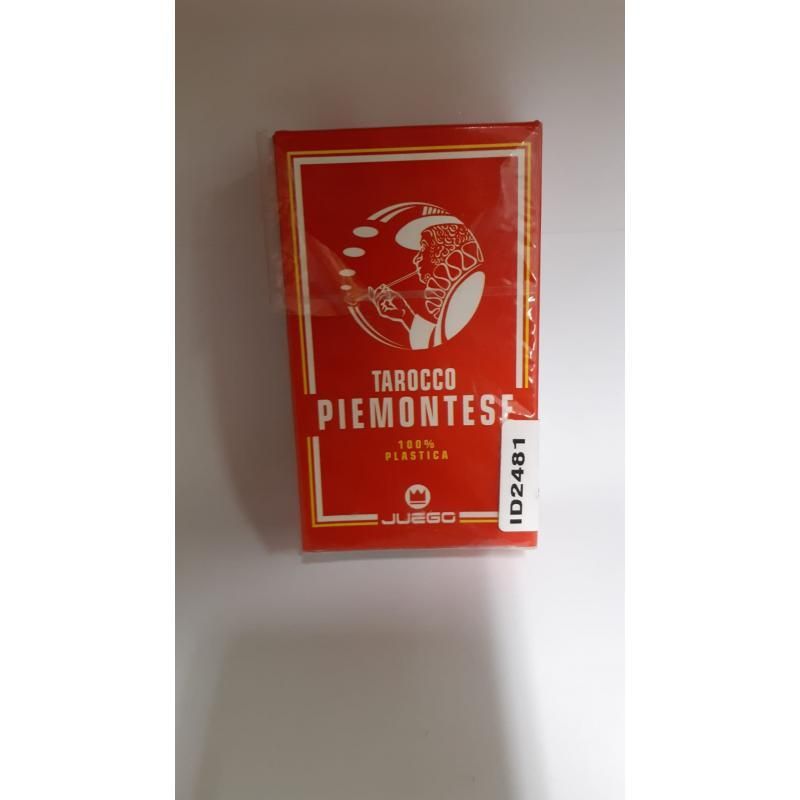 TAROCCO
PIEMONTESE
100%
PLASTICA
JUEGO
ID2481